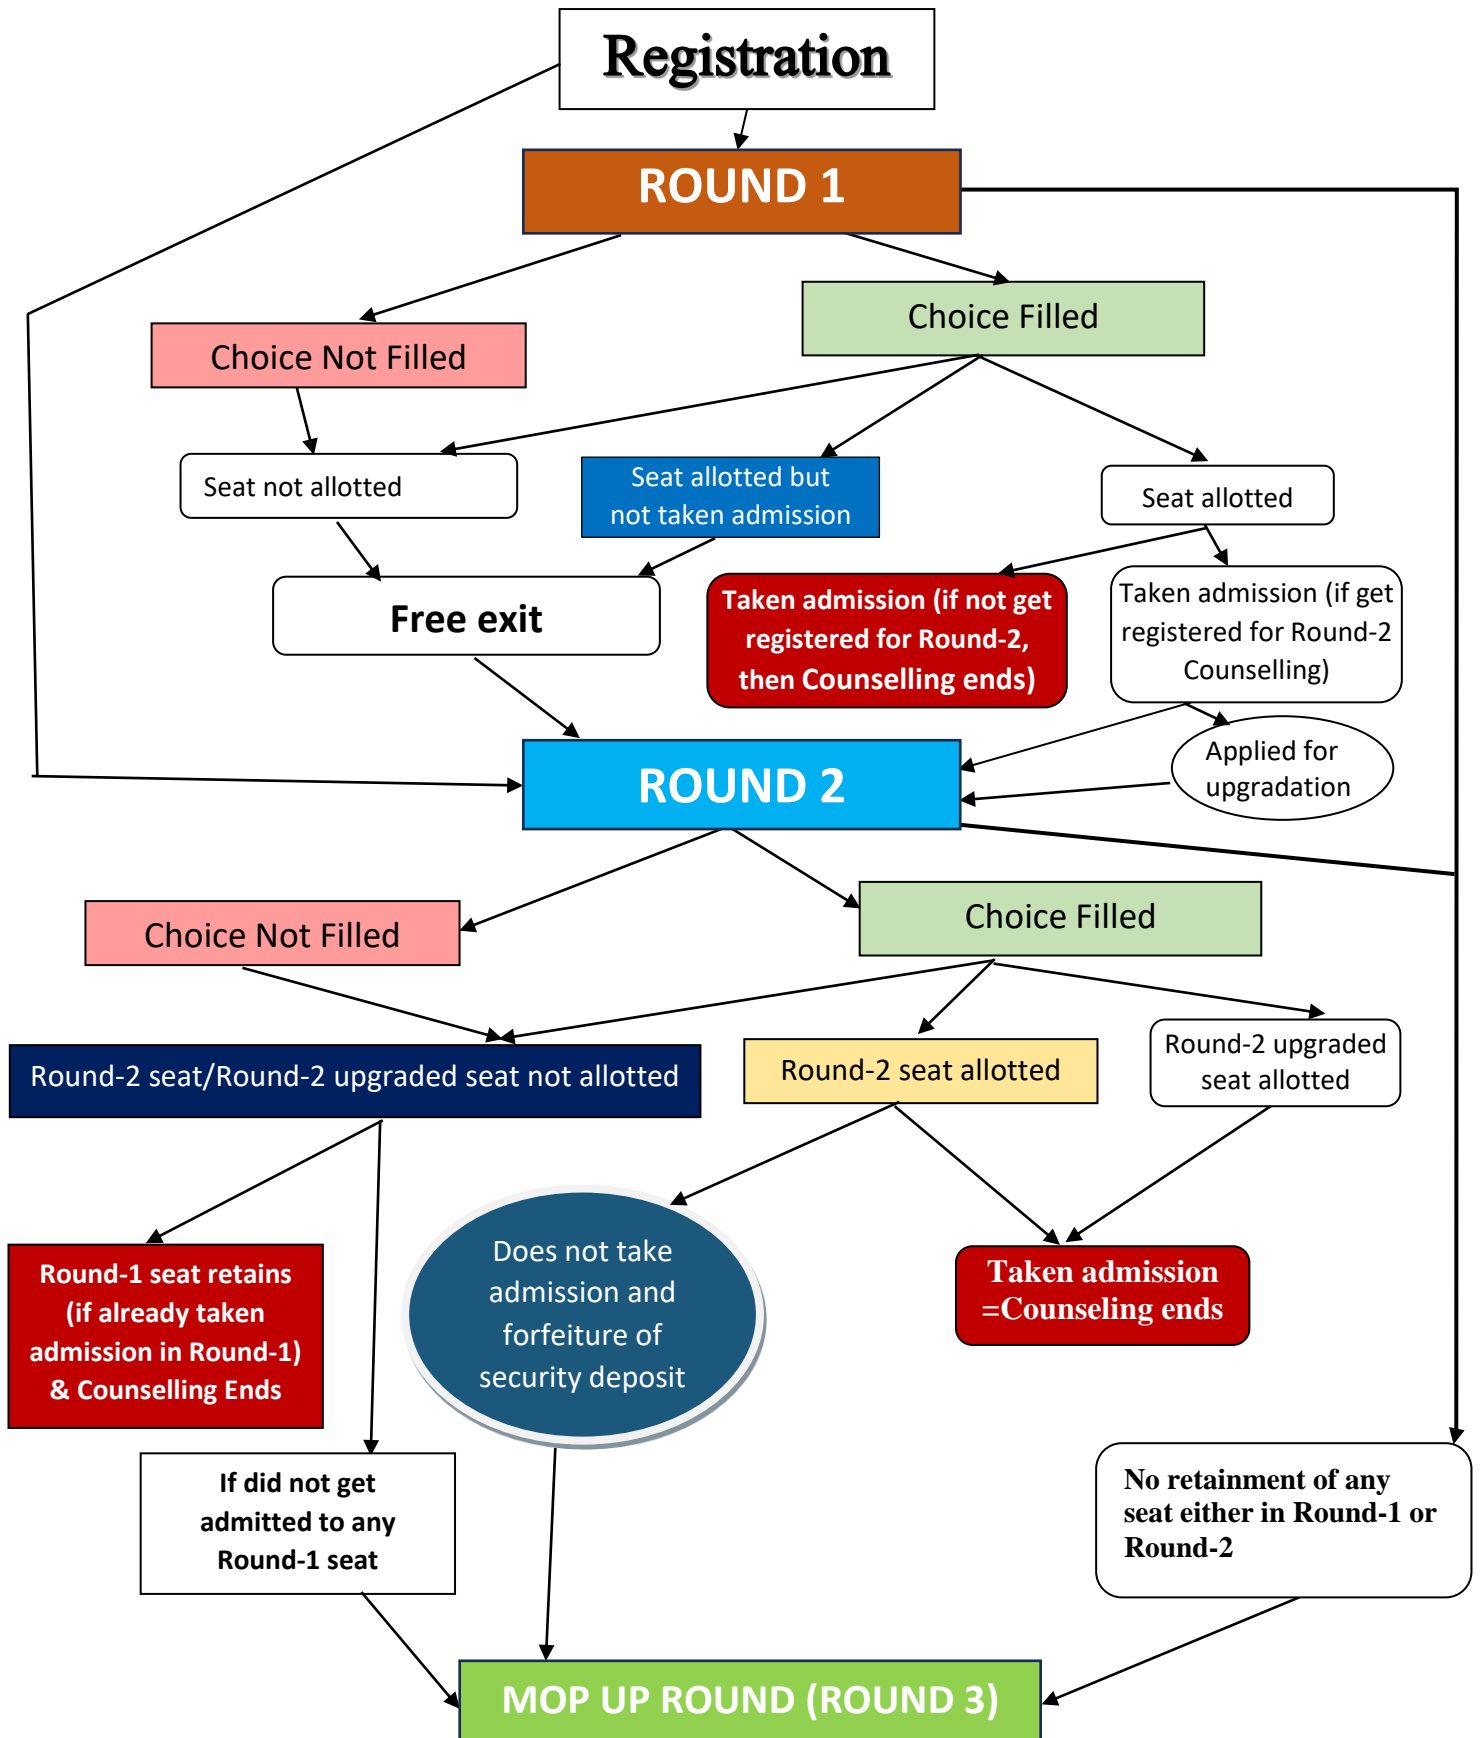 Registration
ROUND 1
Choice Filled
Choice Not Filled
Seat allotted but
not taken admission
Seat not allotted
Seat allotted
Free exit
Taken admission (if not get
registered for Round-2,
then Counselling ends)
Taken admission (if get
registered for Round-2
Counselling)
Applied for
upgradation
ROUND 2
Choice Not Filled
Choice Filled
Round-2 seat/Round-2 upgraded seat not allotted
Round-2 seat allotted
Round-2 upgraded
seat allotted
Round-1 seat retains
(if already taken
admission in Round-1)
& Counselling Ends
Does not take
admission and
forfeiture of
security deposit
Taken admission
=Counseling ends
If did not get
admitted to any
Round-1 seat
No retainment of any
seat either in Round-1 or
Round-2
MOP UP ROUND (ROUND 3)